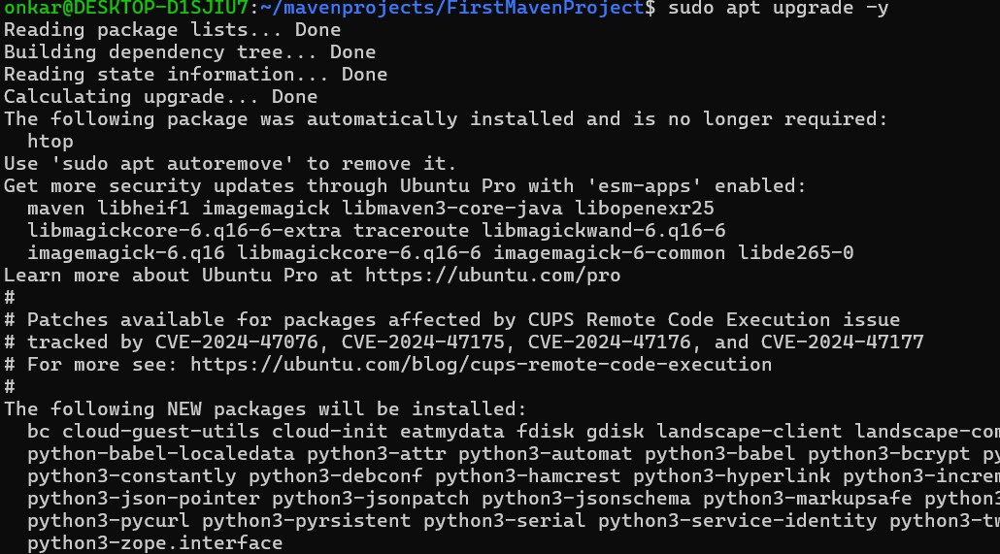 onkar@DESKTOP-D1SJIU7:~/mavenprojects/FirstMavenProject$ sudo apt upgrade -y
Reading package lists... Done
Building dependency tree... Done
Reading state information... Done
Calculating upgrade... Done
The following package was automatically installed and is no longer required:
  htop
Use 'sudo apt autoremove' to remove it.
Get more security updates through Ubuntu Pro with 'esm-apps' enabled:
  maven libheif1 imagemagick libmaven3-core-java libopenexr25
  libmagickcore-6.q16-6-extra traceroute libmagickwand-6.q16-6
  imagemagick-6.q16 libmagickcore-6.q16-6 imagemagick-6-common libde265-0
Learn more about Ubuntu Pro at https://ubuntu.com/pro
#
# Patches available for packages affected by CUPS Remote Code Execution issue
# tracked by CVE-2024-47076, CVE-2024-47175, CVE-2024-47176, and CVE-2024-47177
# For more see: https://ubuntu.com/blog/cups-remote-code-execution
#
The following NEW packages will be installed:
  bc cloud-guest-utils cloud-init eatmydata fdisk gdisk landscape-client landscape-com
  python-babel-localedata python3-attr python3-automat python3-babel python3-bcrypt py
  python3-constantly python3-debconf python3-hamcrest python3-hyperlink python3-increm
  python3-json-pointer python3-jsonpatch python3-jsonschema python3-markupsafe python3
  python3-pycurl python3-pyrsistent python3-serial python3-service-identity python3-tw
  python3-zope.interface